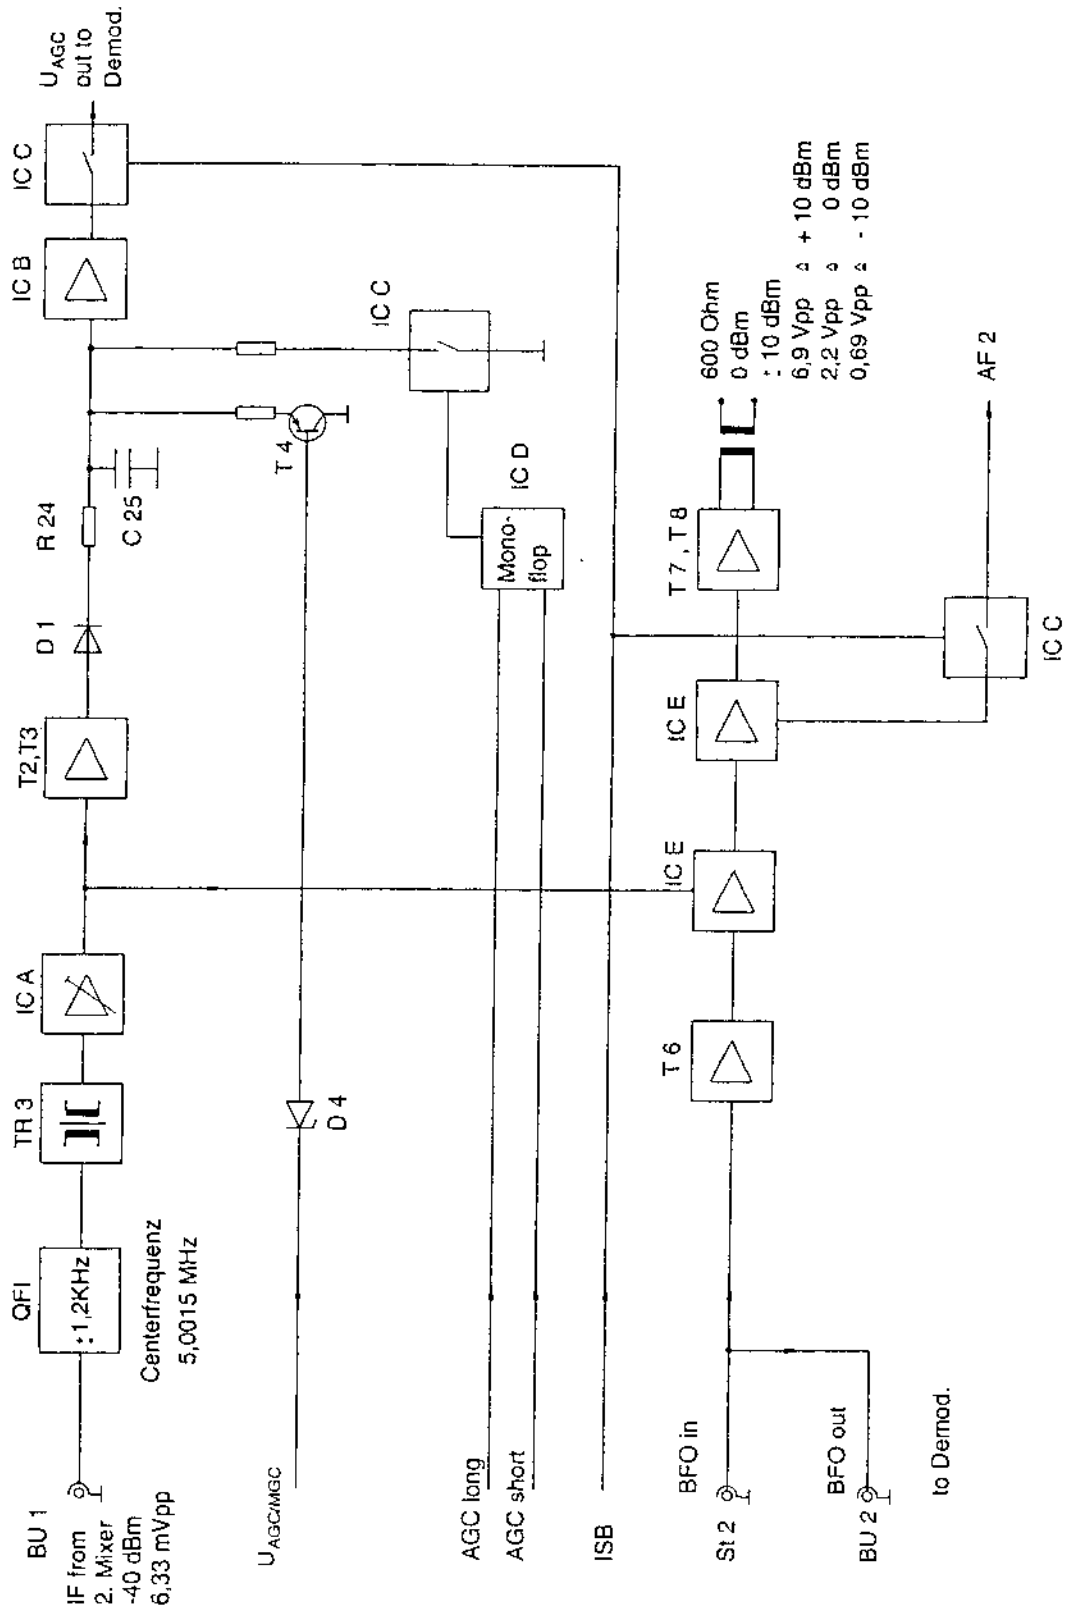 BU 1
IF from
2. Mixer
-40 dBm
6,33 mVpp
QFI
±1,2KHz
Centerfrequenz
5,0015 MHz
TR 3
IC A
T2,T3
D 1
R 24
C 25
IC B
IC C
UAGC
out to
Demod.
UAGC/MGC
D 4
T 4
IC C
AGC long
AGC short
Mono-
flop
IC D
ISB
St 2
BFO in
BU 2
BFO out
to Demod.
T 6
IC E
IC E
T 7, T 8
600 Ohm
0 dBm
± 10 dBm
6,9 Vpp ≙ + 10 dBm
2,2 Vpp ≙ 0 dBm
0,69 Vpp ≙ - 10 dBm
IC C
AF 2